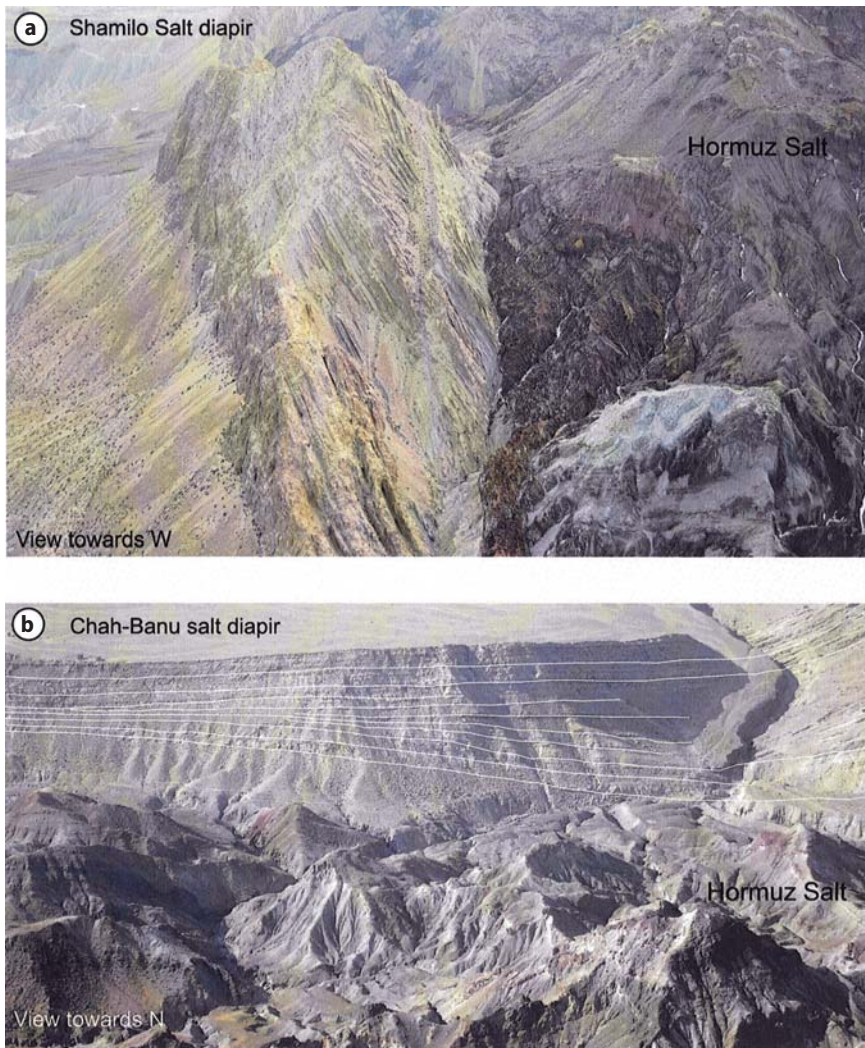 a Shamilo Salt diapir
Hormuz Salt
View towards W
b Chah-Banu salt diapir
Hormuz Salt
View towards N